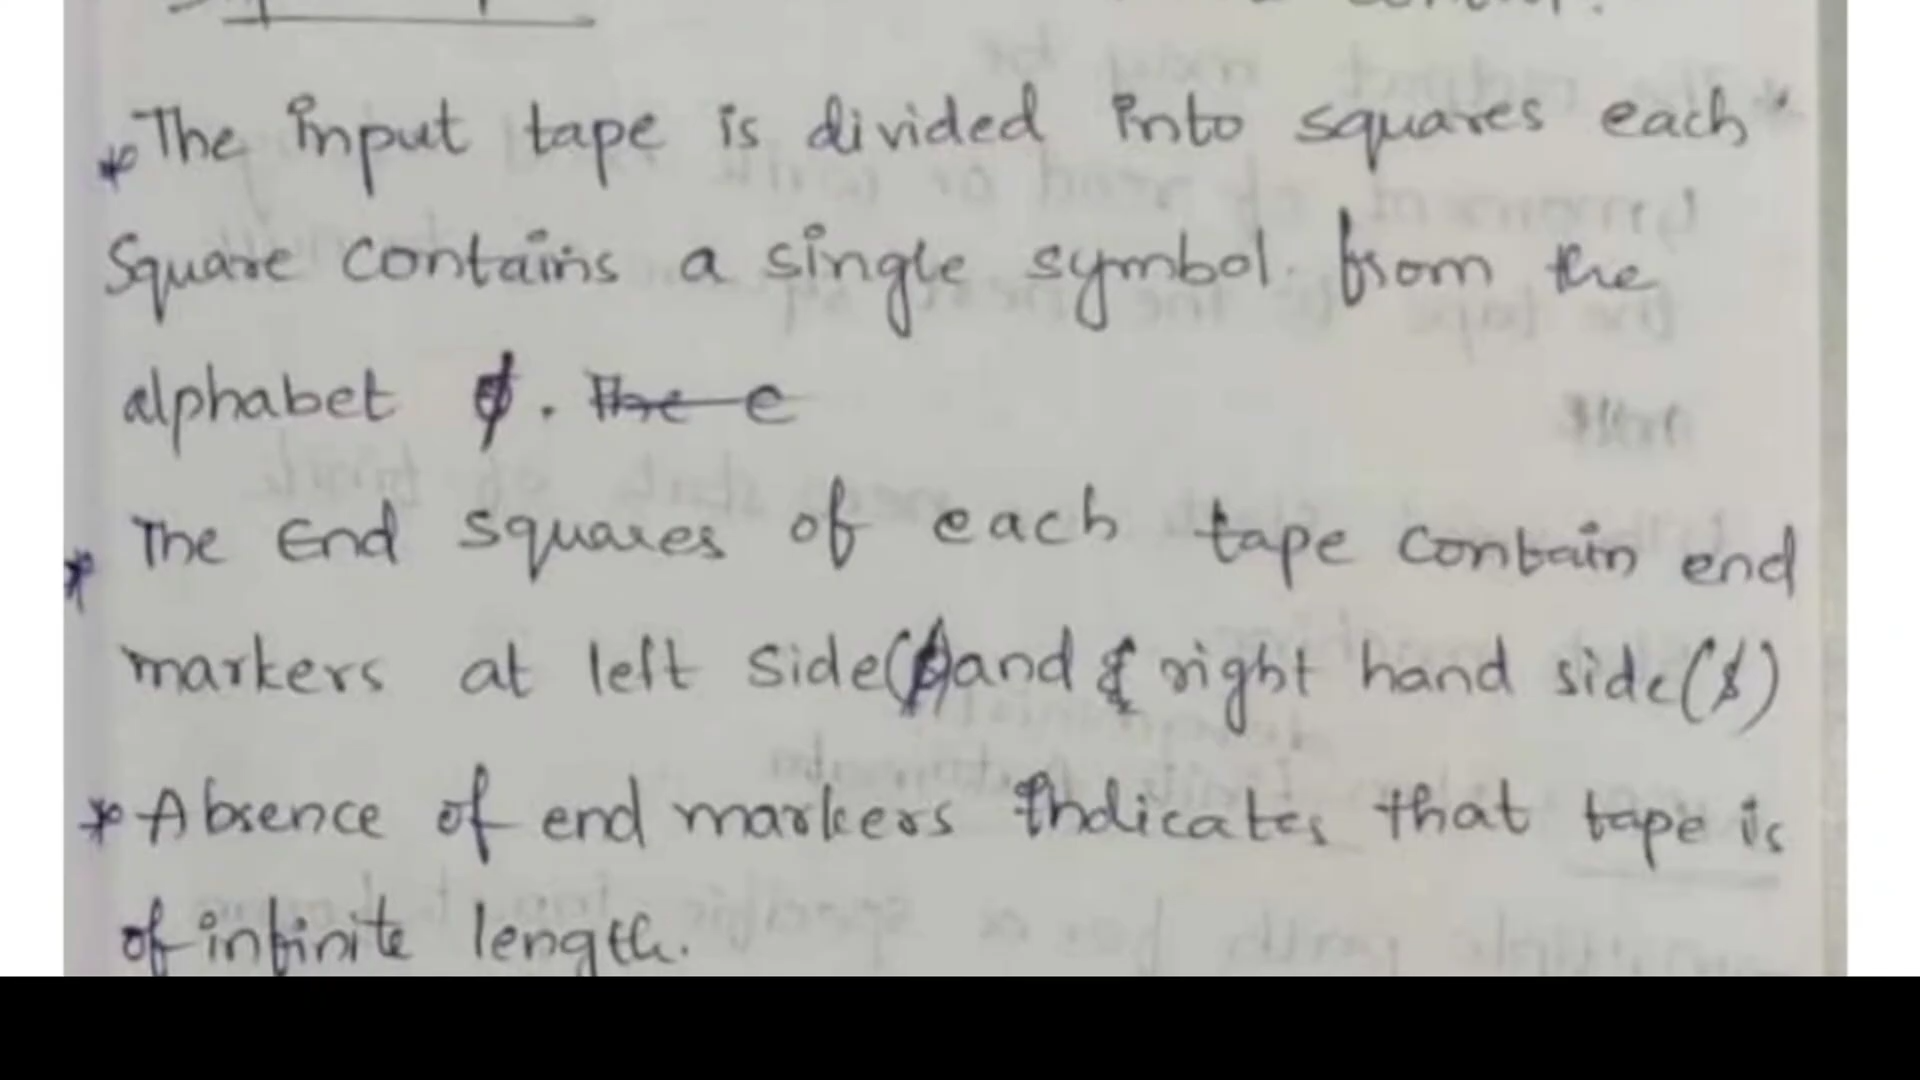 * The input tape is divided into squares each
Square contains a single symbol from the
alphabet ϕ. The e
* The End squares of each tape contain end
markers at left side( and & right hand side($)
* Absence of end markers indicates that tape is
of infinite length.